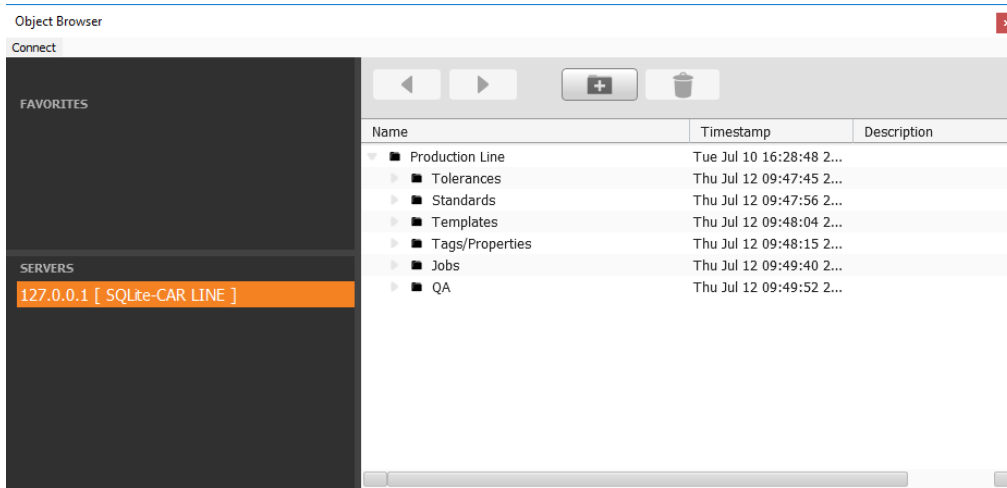 Object Browser
Connect
FAVORITES
SERVERS
127.0.0.1 [ SQLite-CAR LINE ]
Name Timestamp Description
Production Line Tue Jul 10 16:28:48 2...
Tolerances Thu Jul 12 09:47:45 2...
Standards Thu Jul 12 09:47:56 2...
Templates Thu Jul 12 09:48:04 2...
Tags/Properties Thu Jul 12 09:48:15 2...
Jobs Thu Jul 12 09:49:40 2...
QA Thu Jul 12 09:49:52 2...